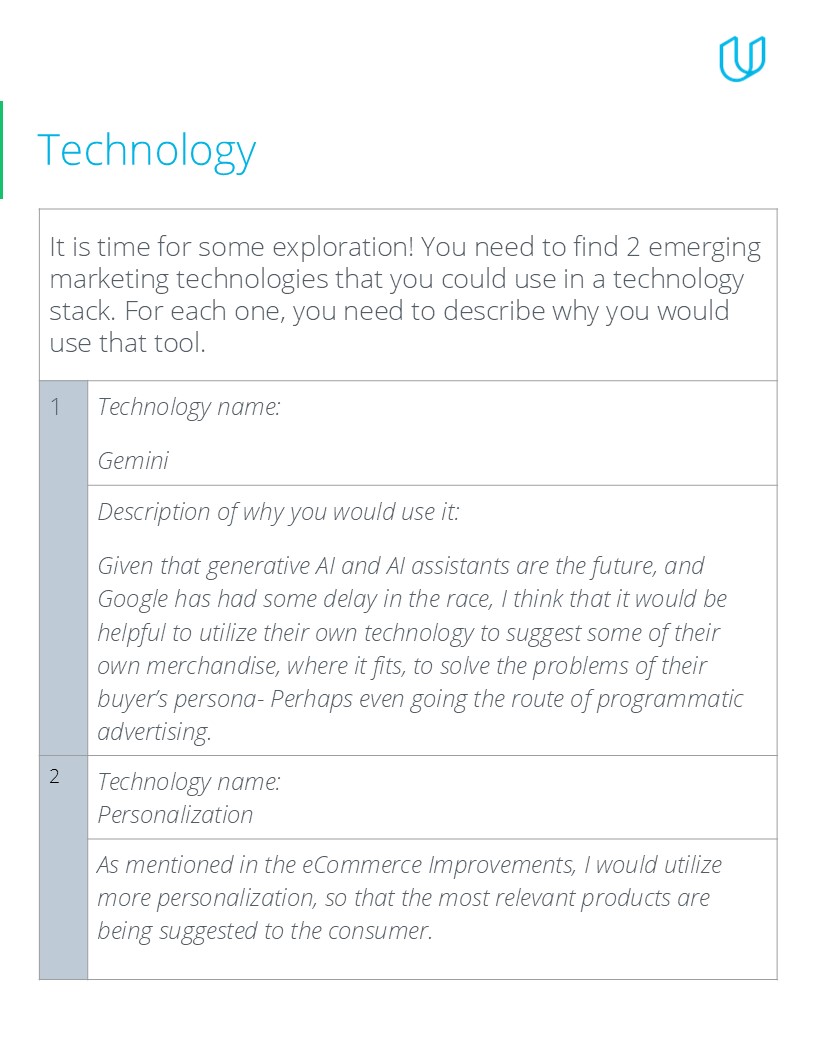 Technology
It is time for some exploration! You need to find 2 emerging
marketing technologies that you could use in a technology
stack. For each one, you need to describe why you would
use that tool.
1
Technology name:
Gemini
Description of why you would use it:
Given that generative AI and AI assistants are the future, and
Google has had some delay in the race, I think that it would be
helpful to utilize their own technology to suggest some of their
own merchandise, where it fits, to solve the problems of their
buyer’s persona- Perhaps even going the route of programmatic
advertising.
2
Technology name:
Personalization
As mentioned in the eCommerce Improvements, I would utilize
more personalization, so that the most relevant products are
being suggested to the consumer.